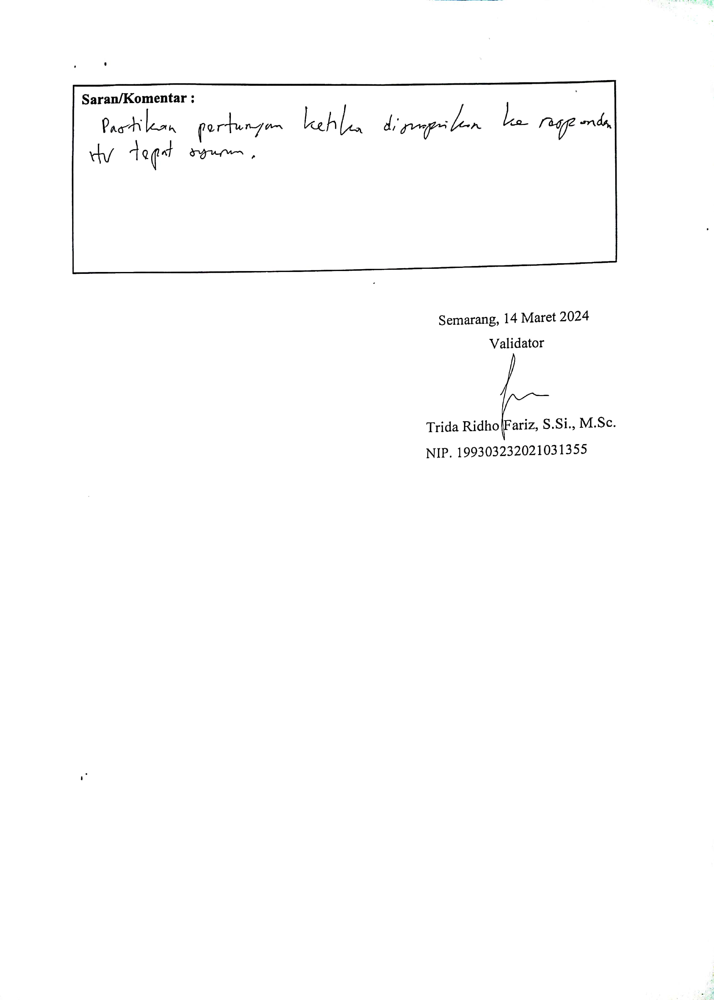 Saran/Komentar :
Pastikan pertanyaan ketika disampaikan ke responden
itu tepat
Semarang, 14 Maret 2024
Validator
Trida Ridho Fariz, S.Si., M.Sc.
NIP. 199303232021031355